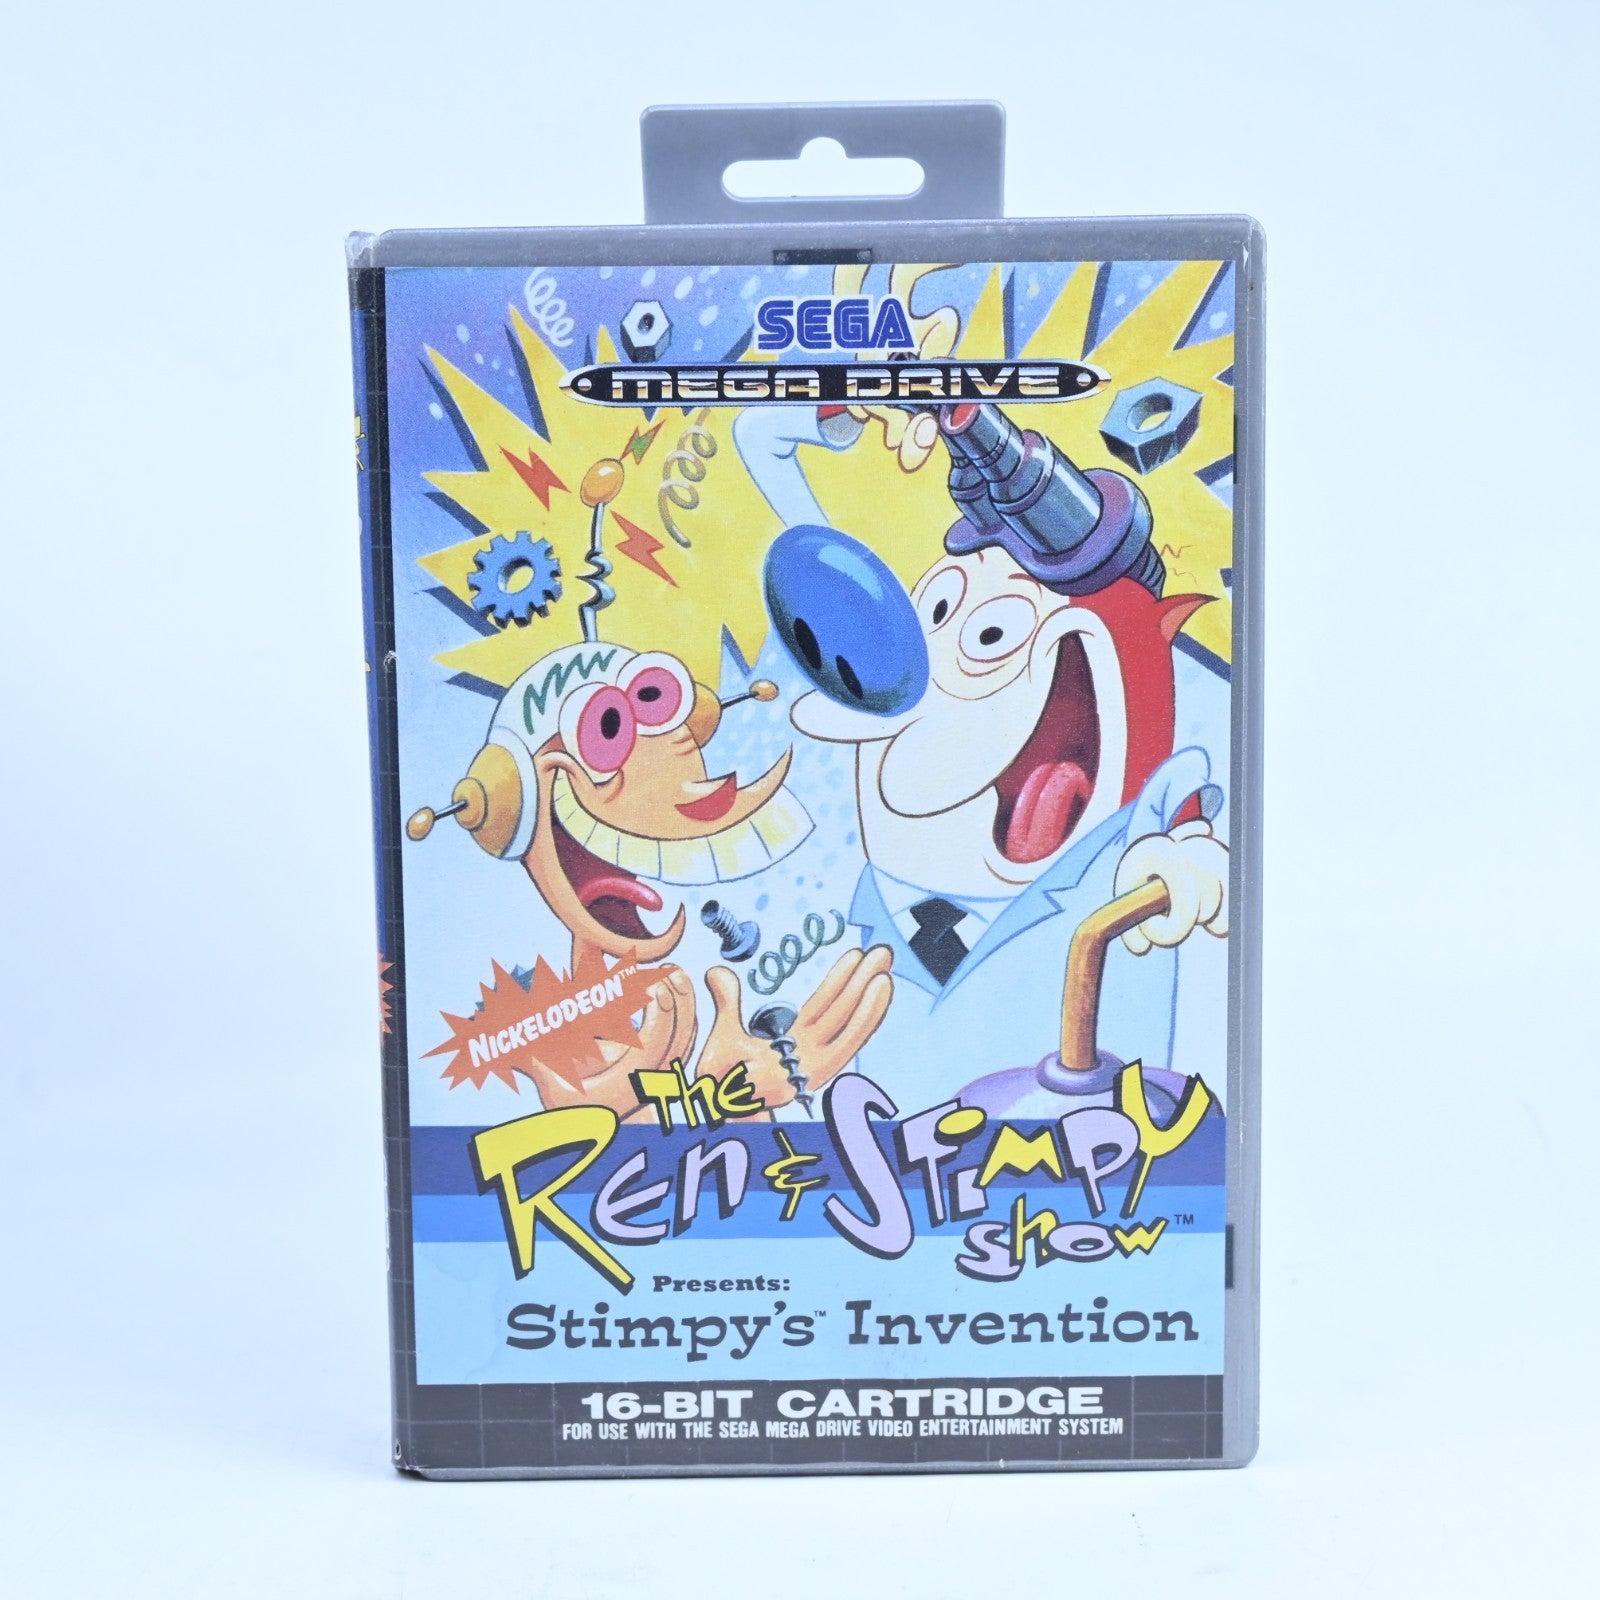 SEGA
MEGA DRIVE
NICKELODEON™
The
Ren & Stimpy
Show™
Presents:
Stimpy's™ Invention
16-BIT CARTRIDGE
FOR USE WITH THE SEGA MEGA DRIVE VIDEO ENTERTAINMENT SYSTEM